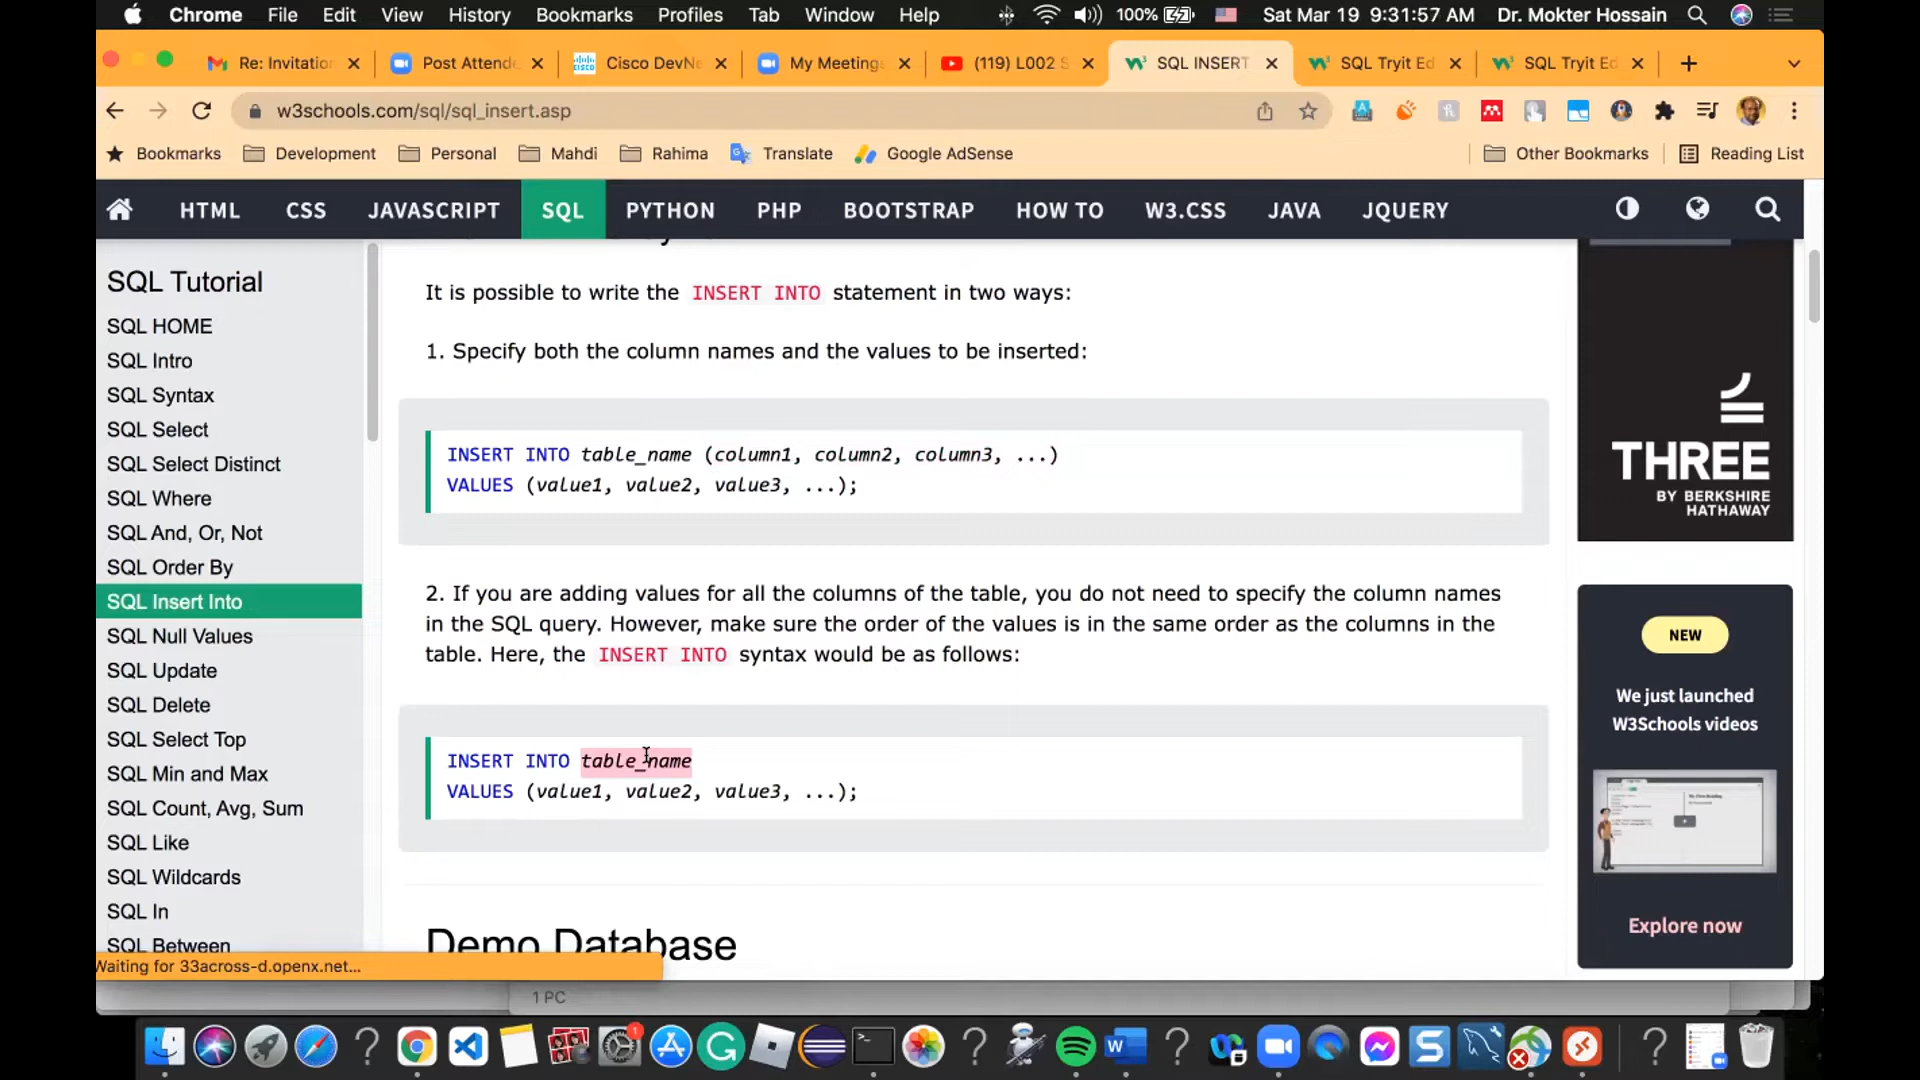 Chrome File Edit View History Bookmarks Profiles Tab Window Help 100% Sat Mar 19 9:31:57 AM Dr. Mokter Hossain
Re: Invitation Post Attende Cisco DevNe My Meetings (119) L002 S SQL INSERT SQL Tryit Ed SQL Tryit Ed
w3schools.com/sql/sql_insert.asp
Bookmarks Development Personal Mahdi Rahima Translate Google AdSense Other Bookmarks Reading List
HTML CSS JAVASCRIPT SQL PYTHON PHP BOOTSTRAP HOW TO W3.CSS JAVA JQUERY
SQL Tutorial
SQL HOME
SQL Intro
SQL Syntax
SQL Select
SQL Select Distinct
SQL Where
SQL And, Or, Not
SQL Order By
SQL Insert Into
SQL Null Values
SQL Update
SQL Delete
SQL Select Top
SQL Min and Max
SQL Count, Avg, Sum
SQL Like
SQL Wildcards
SQL In
SQL Between
Waiting for 33across-d.openx.net...
It is possible to write the INSERT INTO statement in two ways:
1. Specify both the column names and the values to be inserted:
INSERT INTO table_name (column1, column2, column3, ...)
VALUES (value1, value2, value3, ...);
2. If you are adding values for all the columns of the table, you do not need to specify the column names
in the SQL query. However, make sure the order of the values is in the same order as the columns in the
table. Here, the INSERT INTO syntax would be as follows:
INSERT INTO table_name
VALUES (value1, value2, value3, ...);
Demo Database
THREE
BY BERKSHIRE
HATHAWAY
NEW
We just launched
W3Schools videos
Explore now
1 PC